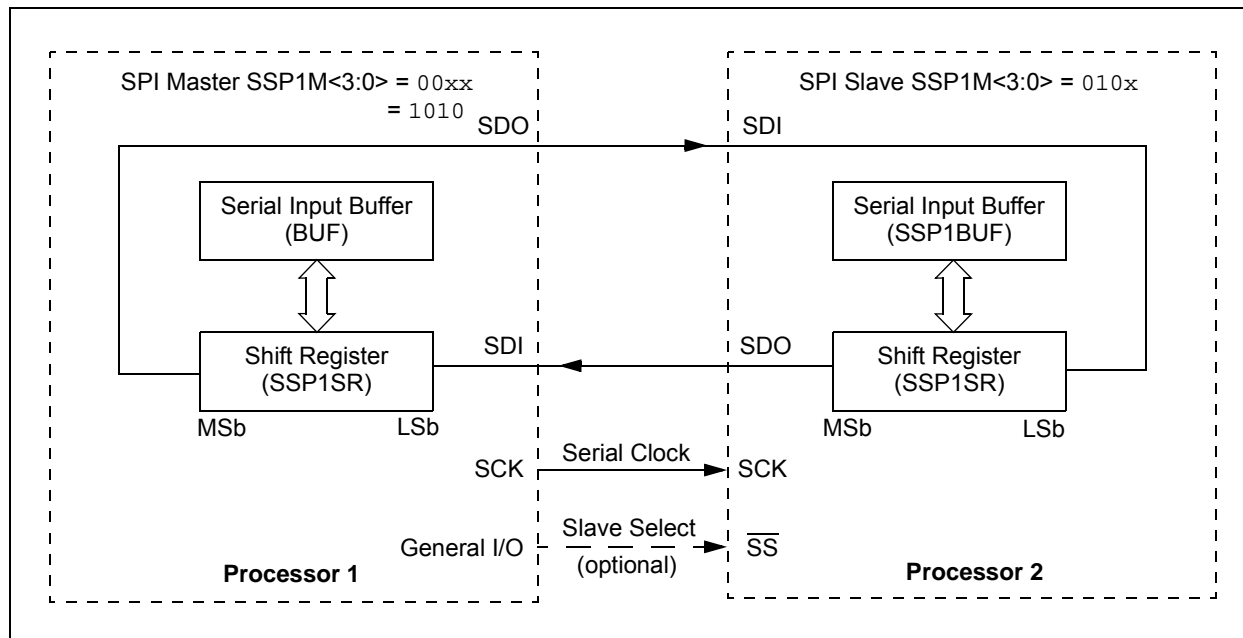 SPI Master SSP1M<3:0> = 00xx
= 1010
SPI Slave SSP1M<3:0> = 010x
SDO
SDI
Serial Input Buffer
(BUF)
Serial Input Buffer
(SSP1BUF)
Shift Register
(SSP1SR)
SDI
SDO
Shift Register
(SSP1SR)
MSb
LSb
MSb
LSb
SCK
Serial Clock
SCK
General I/O
Slave Select
(optional)
S̅S̅
Processor 1
Processor 2